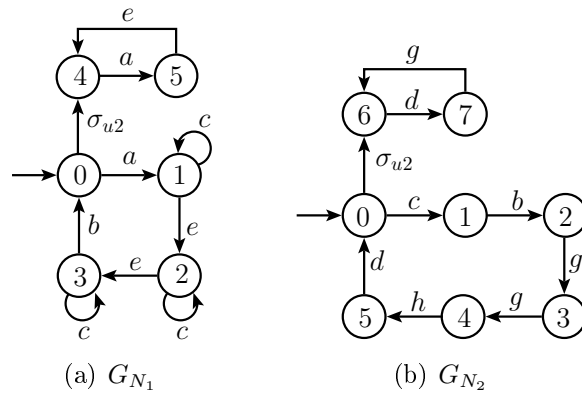 e
4 a 5
σu2
0 a 1 c
b e
3 e 2
c c
(a) GN1
g
6 d 7
σu2
0 c 1 b 2
d g
5 h 4 g 3
(b) GN2